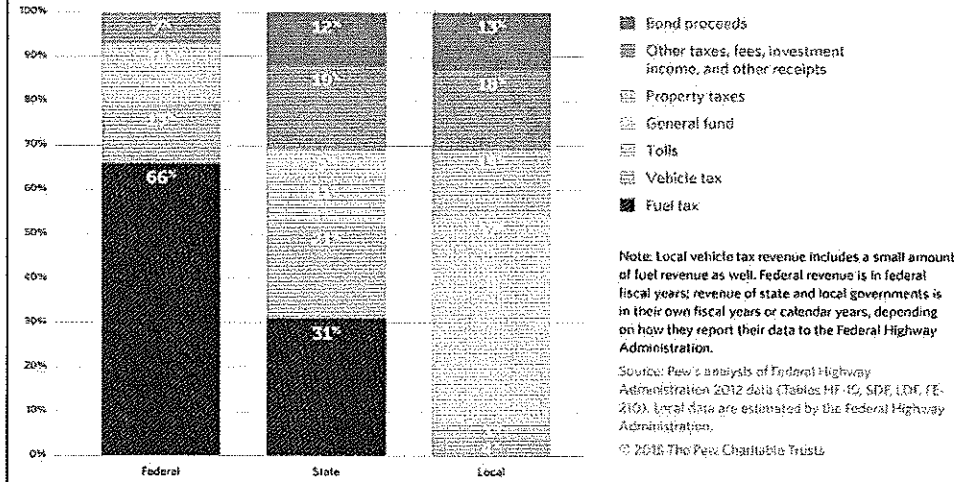 100%
90%
80%
70%
60%
50%
40%
30%
20%
10%
0%
7%
66%
12%
31%
13%
18%
Federal
State
Local
Bond proceeds
Other taxes, fees, investment
income, and other receipts
Property taxes
General fund
Tolls
Vehicle tax
Fuel tax
Note: Local vehicle tax revenue includes a small amount
of fuel revenue as well. Federal revenue is in federal
fiscal years; revenue of state and local governments is
in their own fiscal years or calendar years, depending
on how they report their data to the Federal Highway
Administration.
Source: Pew's analysis of Federal Highway
Administration 2012 data (Tables HF-10, SDF, LDF, FE-
210). Local data are estimated by the Federal Highway
Administration.
The Pew Charitable Trusts